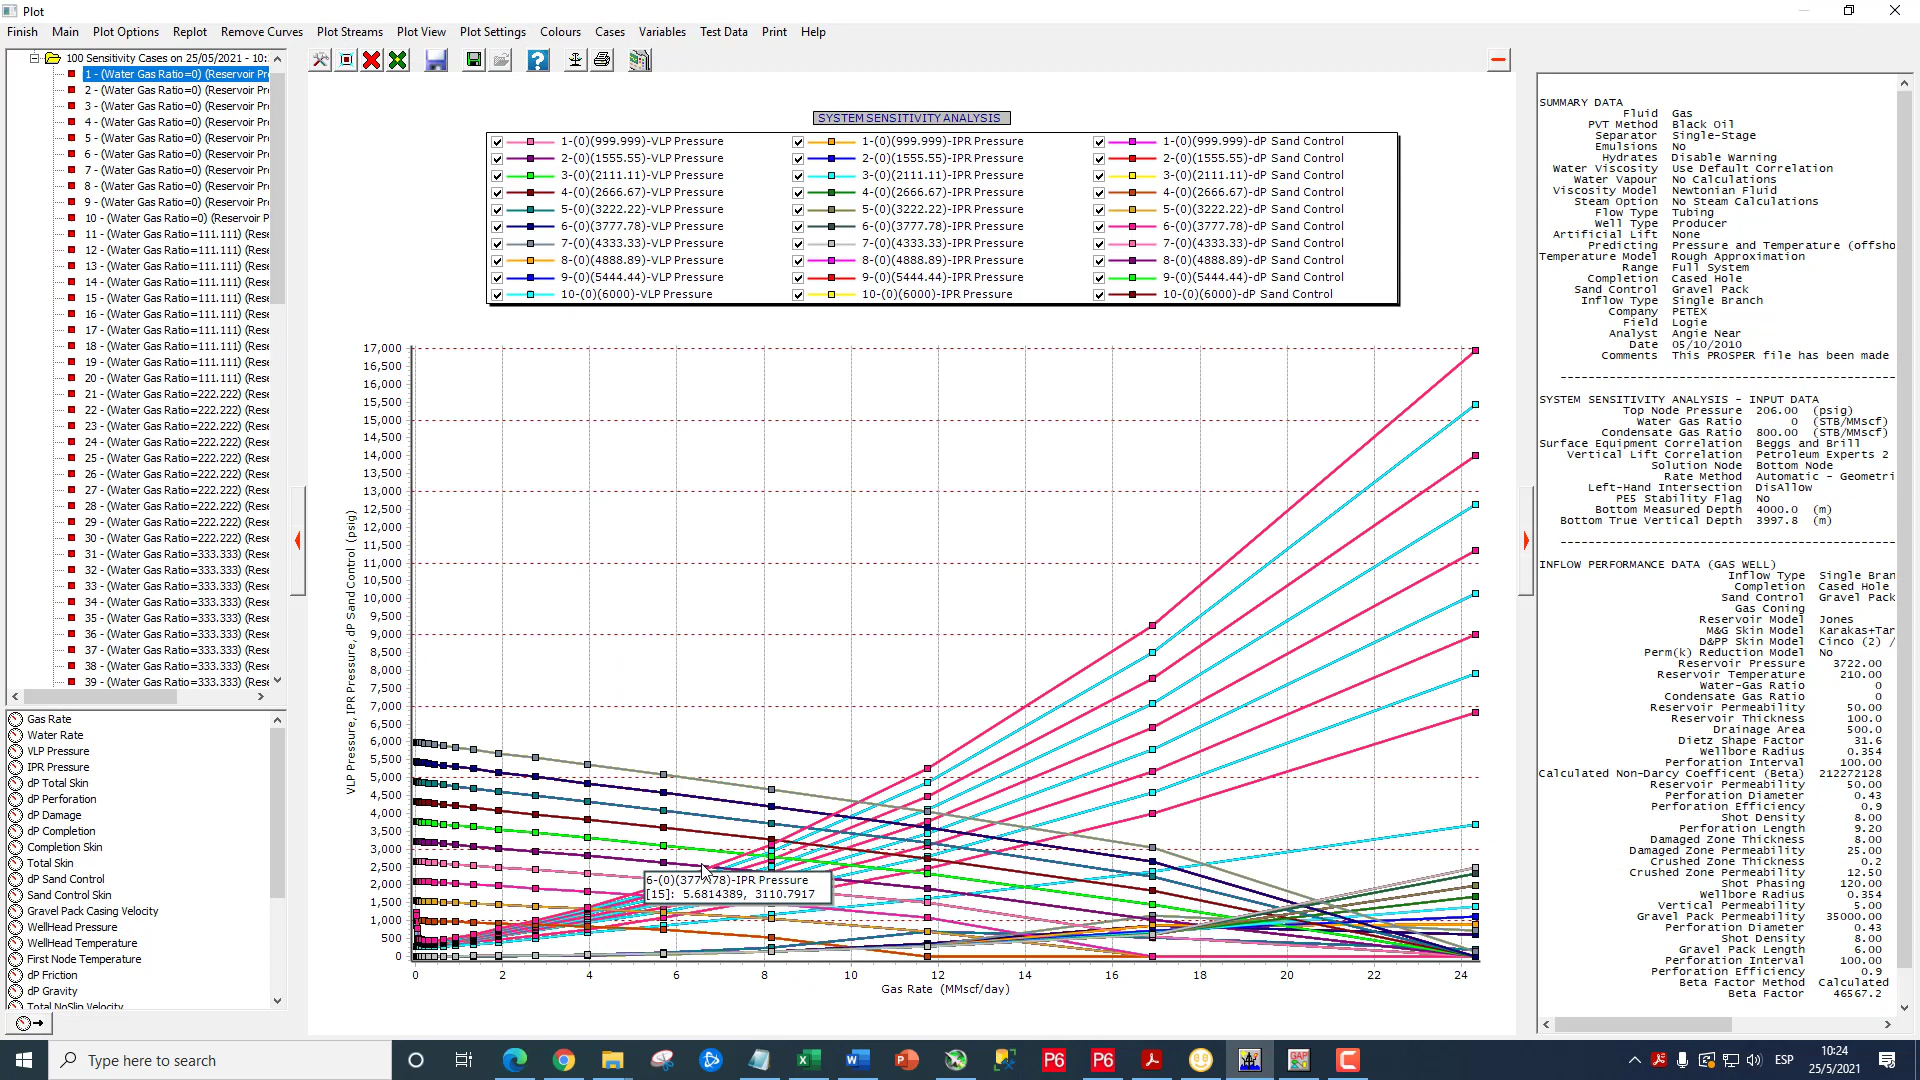 Plot
Finish Main Plot Options Replot Remove Curves Plot Streams Plot View Plot Settings Colours Cases Variables Test Data Print Help
100 Sensitivity Cases on 25/05/2021 - 10:
1 - (Water Gas Ratio=0) (Reservoir Pre
2 - (Water Gas Ratio=0) (Reservoir Pre
3 - (Water Gas Ratio=0) (Reservoir Pre
4 - (Water Gas Ratio=0) (Reservoir Pre
5 - (Water Gas Ratio=0) (Reservoir Pre
6 - (Water Gas Ratio=0) (Reservoir Pre
7 - (Water Gas Ratio=0) (Reservoir Pre
8 - (Water Gas Ratio=0) (Reservoir Pre
9 - (Water Gas Ratio=0) (Reservoir Pre
10 - (Water Gas Ratio=0) (Reservoir P
11 - (Water Gas Ratio=111.111) (Rese
12 - (Water Gas Ratio=111.111) (Rese
13 - (Water Gas Ratio=111.111) (Rese
14 - (Water Gas Ratio=111.111) (Rese
15 - (Water Gas Ratio=111.111) (Rese
16 - (Water Gas Ratio=111.111) (Rese
17 - (Water Gas Ratio=111.111) (Rese
18 - (Water Gas Ratio=111.111) (Rese
19 - (Water Gas Ratio=111.111) (Rese
20 - (Water Gas Ratio=111.111) (Rese
21 - (Water Gas Ratio=222.222) (Rese
22 - (Water Gas Ratio=222.222) (Rese
23 - (Water Gas Ratio=222.222) (Rese
24 - (Water Gas Ratio=222.222) (Rese
25 - (Water Gas Ratio=222.222) (Rese
26 - (Water Gas Ratio=222.222) (Rese
27 - (Water Gas Ratio=222.222) (Rese
28 - (Water Gas Ratio=222.222) (Rese
29 - (Water Gas Ratio=222.222) (Rese
30 - (Water Gas Ratio=222.222) (Rese
31 - (Water Gas Ratio=333.333) (Rese
32 - (Water Gas Ratio=333.333) (Rese
33 - (Water Gas Ratio=333.333) (Rese
34 - (Water Gas Ratio=333.333) (Rese
35 - (Water Gas Ratio=333.333) (Rese
36 - (Water Gas Ratio=333.333) (Rese
37 - (Water Gas Ratio=333.333) (Rese
38 - (Water Gas Ratio=333.333) (Rese
39 - (Water Gas Ratio=333.333) (Rese
Gas Rate
Water Rate
VLP Pressure
IPR Pressure
dP Total Skin
dP Perforation
dP Damage
dP Completion
Completion Skin
Total Skin
dP Sand Control
Sand Control Skin
Gravel Pack Casing Velocity
WellHead Pressure
WellHead Temperature
First Node Temperature
dP Friction
dP Gravity
Total NoSlip Velocity
SYSTEM SENSITIVITY ANALYSIS
1-(0)(999.999)-VLP Pressure 1-(0)(999.999)-IPR Pressure 1-(0)(999.999)-dP Sand Control
2-(0)(1555.55)-VLP Pressure 2-(0)(1555.55)-IPR Pressure 2-(0)(1555.55)-dP Sand Control
3-(0)(2111.11)-VLP Pressure 3-(0)(2111.11)-IPR Pressure 3-(0)(2111.11)-dP Sand Control
4-(0)(2666.67)-VLP Pressure 4-(0)(2666.67)-IPR Pressure 4-(0)(2666.67)-dP Sand Control
5-(0)(3222.22)-VLP Pressure 5-(0)(3222.22)-IPR Pressure 5-(0)(3222.22)-dP Sand Control
6-(0)(3777.78)-VLP Pressure 6-(0)(3777.78)-IPR Pressure 6-(0)(3777.78)-dP Sand Control
7-(0)(4333.33)-VLP Pressure 7-(0)(4333.33)-IPR Pressure 7-(0)(4333.33)-dP Sand Control
8-(0)(4888.89)-VLP Pressure 8-(0)(4888.89)-IPR Pressure 8-(0)(4888.89)-dP Sand Control
9-(0)(5444.44)-VLP Pressure 9-(0)(5444.44)-IPR Pressure 9-(0)(5444.44)-dP Sand Control
10-(0)(6000)-VLP Pressure 10-(0)(6000)-IPR Pressure 10-(0)(6000)-dP Sand Control
VLP Pressure, IPR Pressure, dP Sand Control (psig)
17,000
16,500
16,000
15,500
15,000
14,500
14,000
13,500
13,000
12,500
12,000
11,500
11,000
10,500
10,000
9,500
9,000
8,500
8,000
7,500
7,000
6,500
6,000
5,500
5,000
4,500
4,000
3,500
3,000
2,500
2,000
1,500
1,000
500
0
6-(0)(377 .78)-IPR Pressure
[15]: 5.6814389, 3110.7917
0 2 4 6 8 10 12 14 16 18 20 22 24
Gas Rate (MMscf/day)
SUMMARY DATA
Fluid Gas
PVT Method Black Oil
Separator Single-Stage
Emulsions No
Hydrates Disable Warning
Water Viscosity Use Default Correlation
Water Vapour No Calculations
Viscosity Model Newtonian Fluid
Steam Option No Steam Calculations
Flow Type Tubing
Well Type Producer
Artificial Lift None
Predicting Pressure and Temperature (offsho
Temperature Model Rough Approximation
Range Full System
Completion Cased Hole
Sand Control Gravel Pack
Inflow Type Single Branch
Company PETEX
Field Logie
Analyst Angie Near
Date 05/10/2010
Comments This PROSPER file has been made
SYSTEM SENSITIVITY ANALYSIS - INPUT DATA
Top Node Pressure 206.00 (psig)
Water Gas Ratio 0 (STB/MMscf)
Condensate Gas Ratio 800.00 (STB/MMscf)
Surface Equipment Correlation Beggs and Brill
Vertical Lift Correlation Petroleum Experts 2
Solution Node Bottom Node
Rate Method Automatic - Geometri
Left-Hand Intersection DisAllow
PE5 Stability Flag No
Bottom Measured Depth 4000.0 (m)
Bottom True Vertical Depth 3997.8 (m)
INFLOW PERFORMANCE DATA (GAS WELL)
Inflow Type Single Bran
Completion Cased Hole
Sand Control Gravel Pack
Gas Coning
Reservoir Model Jones
M&G Skin Model Karakas+Tar
D&PP Skin Model Cinco (2) /
Perm(k) Reduction Model No
Reservoir Pressure 3722.00
Reservoir Temperature 210.00
Water-Gas Ratio 0
Condensate Gas Ratio 0
Reservoir Permeability 50.00
Reservoir Thickness 100.0
Drainage Area 500.0
Dietz Shape Factor 31.6
Wellbore Radius 0.354
Perforation Interval 100.00
Calculated Non-Darcy Coefficent (Beta) 212272128
Reservoir Permeability 50.00
Perforation Diameter 0.43
Perforation Efficiency 0.9
Shot Density 8.00
Perforation Length 9.20
Damaged Zone Thickness 8.00
Damaged Zone Permeability 25.00
Crushed Zone Thickness 0.2
Crushed Zone Permeability 12.50
Shot Phasing 120.00
Wellbore Radius 0.354
Vertical Permeability 5.00
Gravel Pack Permeability 35000.00
Perforation Diameter 0.43
Shot Density 8.00
Gravel Pack Length 6.00
Perforation Interval 100.00
Perforation Efficiency 0.9
Beta Factor Method Calculated
Beta Factor 46567.2
Type here to search
P6 P6
GAP
ESP
10:24
25/5/2021